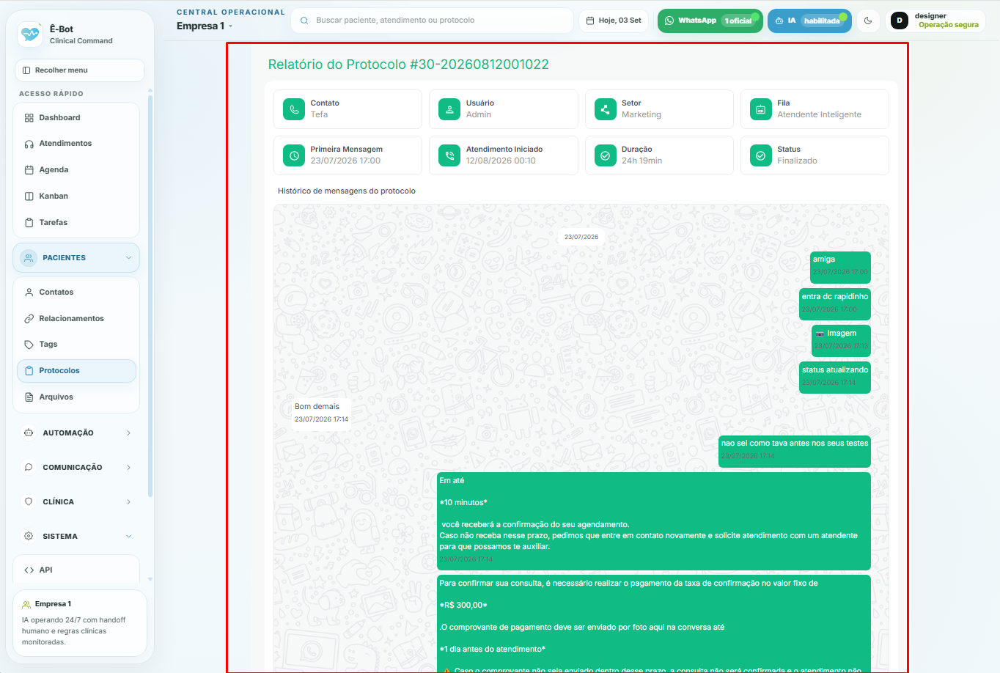 Ê-Bot
Clinical Command
Recolher menu
ACESSO RÁPIDO
Dashboard
Atendimentos
Agenda
Kanban
Tarefas
PACIENTES
Contatos
Relacionamentos
Tags
Protocolos
Arquivos
AUTOMAÇÃO
COMUNICAÇÃO
CLÍNICA
SISTEMA
API
Empresa 1
IA operando 24/7 com handoff
humano e regras clínicas
monitoradas.
CENTRAL OPERACIONAL
Empresa 1
Buscar paciente, atendimento ou protocolo
Hoje, 03 Set
WhatsApp 1 oficial
IA habilitada
D
designer
· Operação segura
Relatório do Protocolo #30-20260812001022
Contato
Tefa
Usuário
Admin
Setor
Marketing
Fila
Atendente Inteligente
Primeira Mensagem
23/07/2026 17:00
Atendimento Iniciado
12/08/2026 00:10
Duração
24h 19min
Status
Finalizado
Histórico de mensagens do protocolo
23/07/2026
amiga
23/07/2026 17:00
entra dc rapidinho
23/07/2026 17:00
📷 Imagem
23/07/2026 17:13
status atualizando
23/07/2026 17:14
Bom demais
23/07/2026 17:14
nao sei como tava antes nos seus testes
23/07/2026 17:14
Em até
*10 minutos*
você receberá a confirmação do seu agendamento.
Caso não receba nesse prazo, pedimos que entre em contato novamente e solicite atendimento com um atendente
para que possamos te auxiliar.
23/07/2026 17:14
Para confirmar sua consulta, é necessário realizar o pagamento da taxa de confirmação no valor fixo de
*R$ 300,00*
.O comprovante de pagamento deve ser enviado por foto aqui na conversa até
*1 dia antes do atendimento*
⚠ Caso o comprovante não seja enviado dentro desse prazo, a consulta não será confirmada e o atendimento não